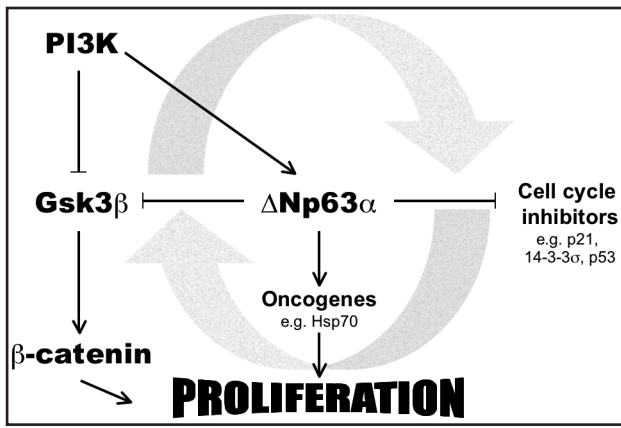 PI3K
Gsk3β
ΔNp63α
Cell cycle
inhibitors
e.g. p21,
14-3-3σ, p53
Oncogenes
e.g. Hsp70
β-catenin
PROLIFERATION